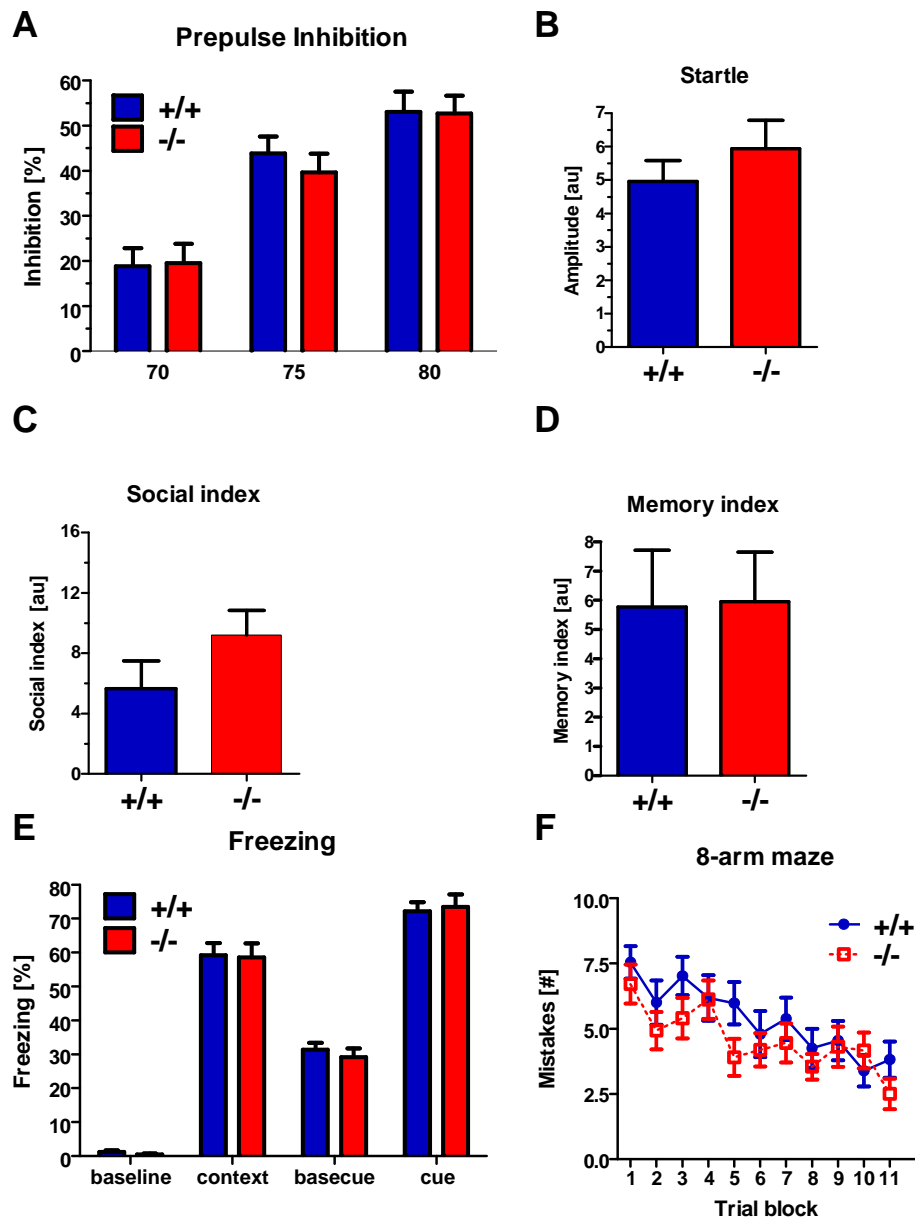 A
Prepulse Inhibition
Inhibition [%]
60
50
40
30
20
10
0
+/+
-/-
70 75 80
B
Startle
Amplitude [au]
7
6
5
4
3
2
1
0
+/+ -/-
C
Social index
Social index [au]
16
12
8
4
0
+/+ -/-
D
Memory index
Memory index [au]
8
7
6
5
4
3
2
1
0
+/+ -/-
E
Freezing
Freezing [%]
80
70
60
50
40
30
20
10
0
+/+
-/-
baseline context basecue cue
F
8-arm maze
Mistakes [#]
10.0
7.5
5.0
2.5
0.0
+/+
-/-
1 2 3 4 5 6 7 8 9 10 11
Trial block